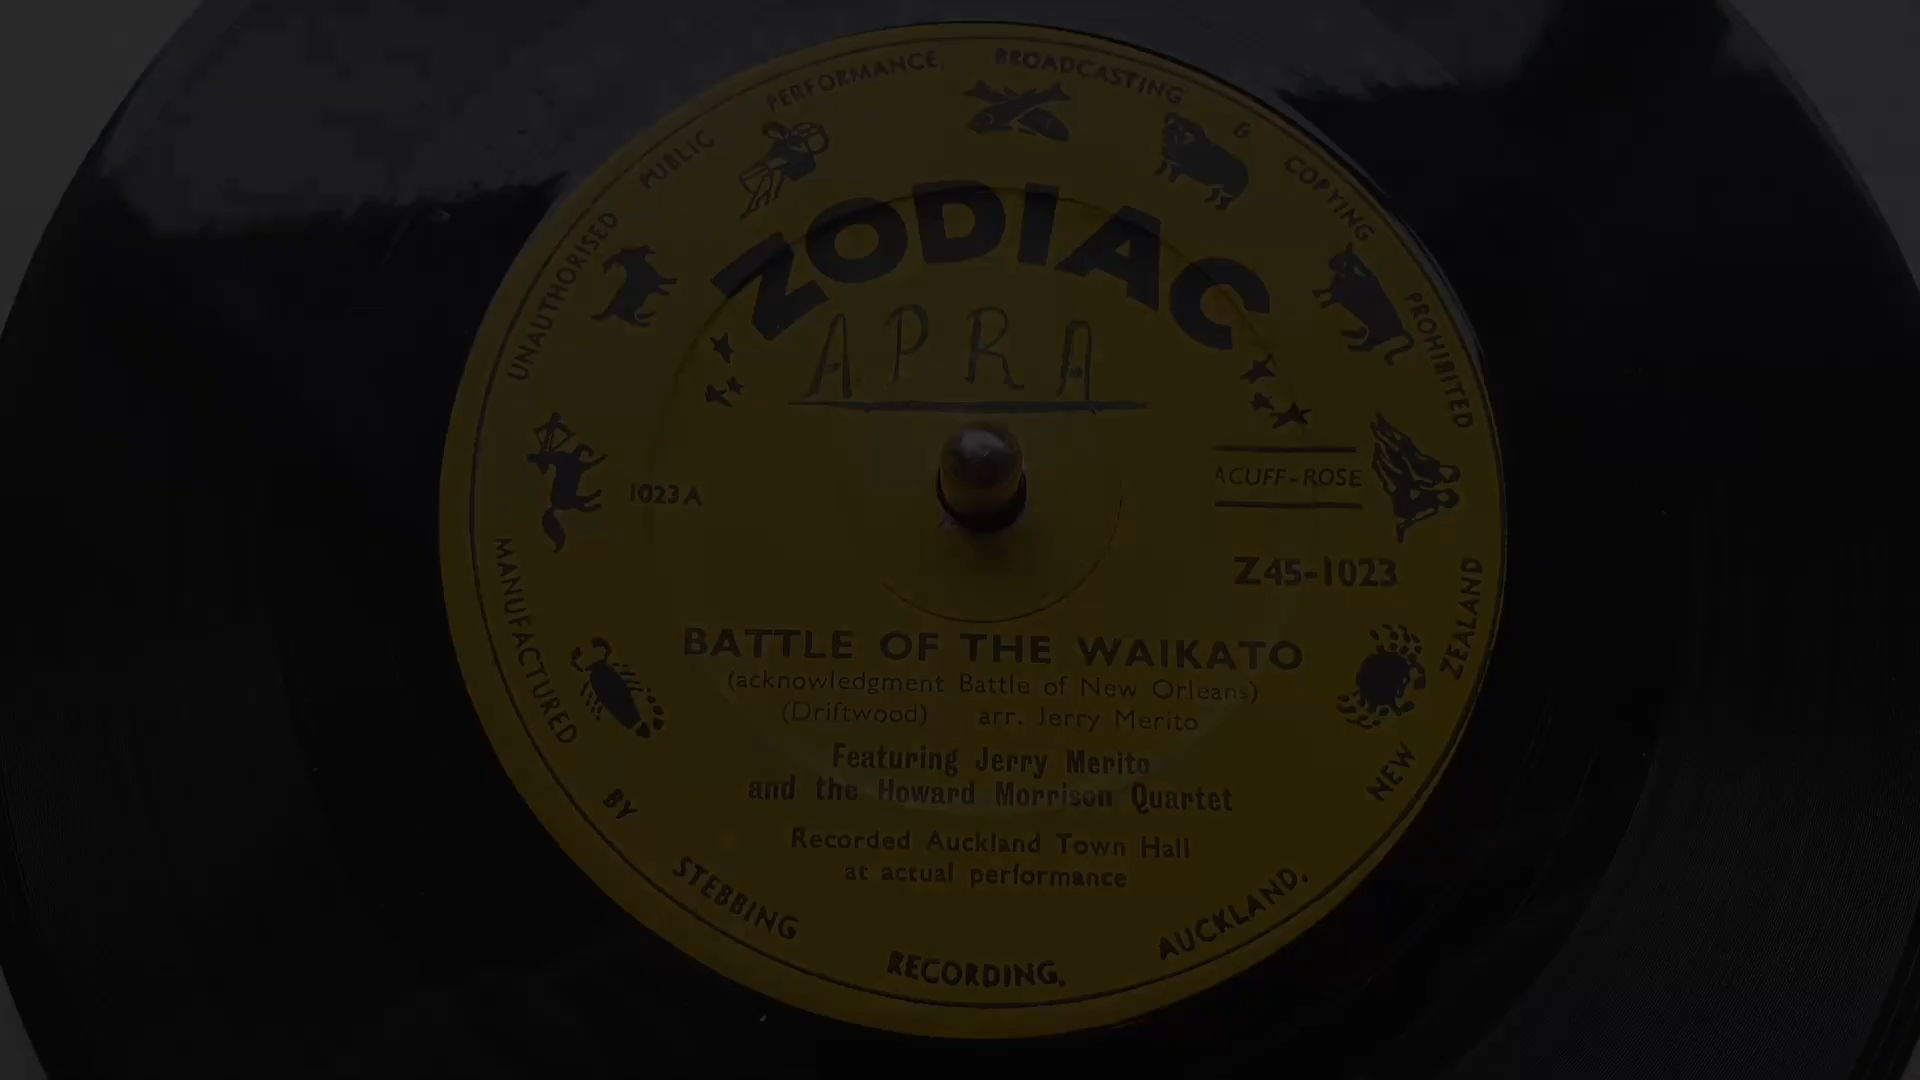 UNAUTHORISED PUBLIC PERFORMANCE, BROADCASTING & COPYING PROHIBITED
ZODIAC
APRA
ACUFF-ROSE
1023 A
Z45-1023
BATTLE OF THE WAIKATO
(acknowledgment Battle of New Orleans)
(Driftwood) arr. Jerry Merito
Featuring Jerry Merito
and the Howard Morrison Quartet
Recorded Auckland Town Hall
at actual performance
MANUFACTURED BY STEBBING RECORDING, AUCKLAND, NEW ZEALAND